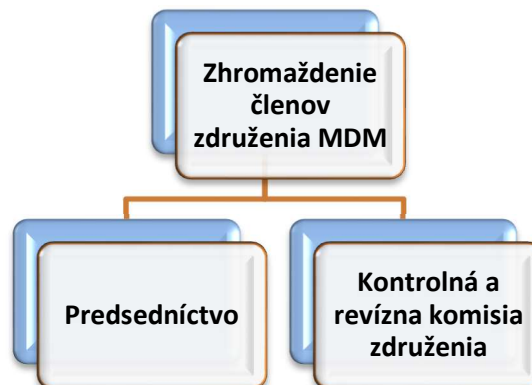 Zhromaždenie
členov
združenia MDM
Predsedníctvo
Kontrolná a
revízna komisia
združenia